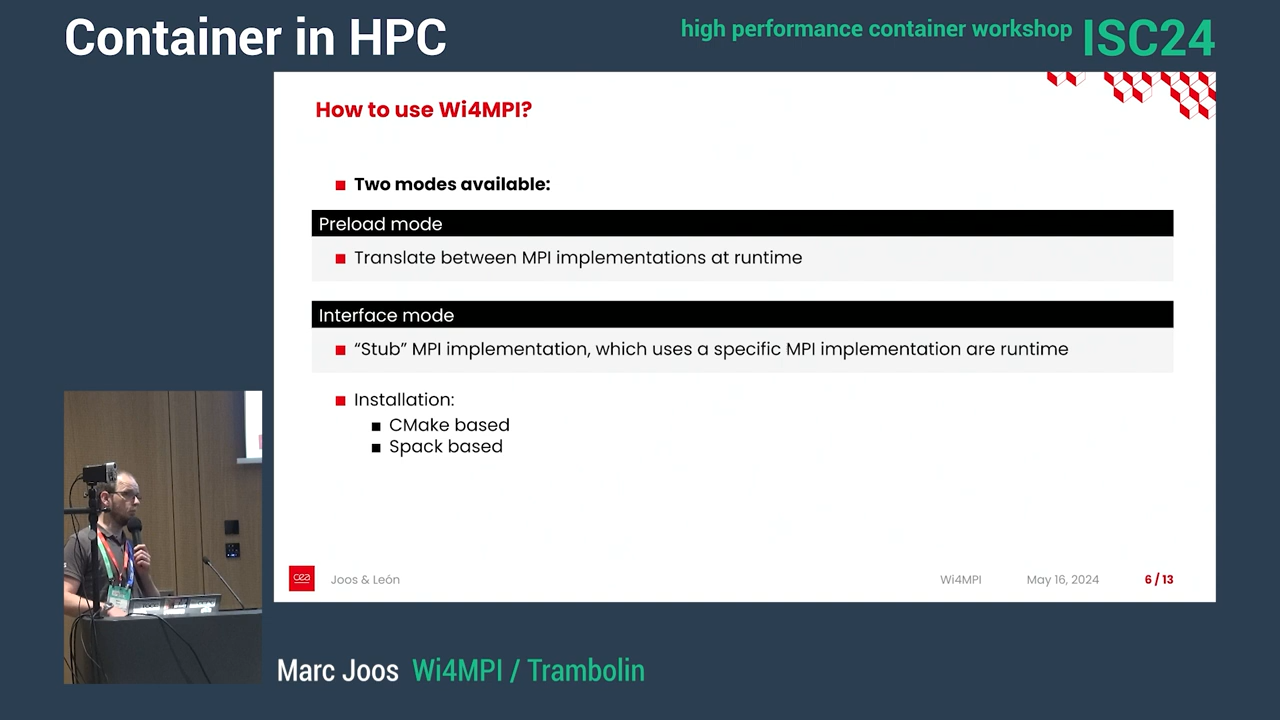 Container in HPC
high performance container workshop ISC24
How to use Wi4MPI?
Two modes available:
Preload mode
Translate between MPI implementations at runtime
Interface mode
“Stub” MPI implementation, which uses a specific MPI implementation are runtime
Installation:
CMake based
Spack based
cea
Joos & León
Wi4MPI
May 16, 2024
6 / 13
Marc Joos Wi4MPI / Trambolin